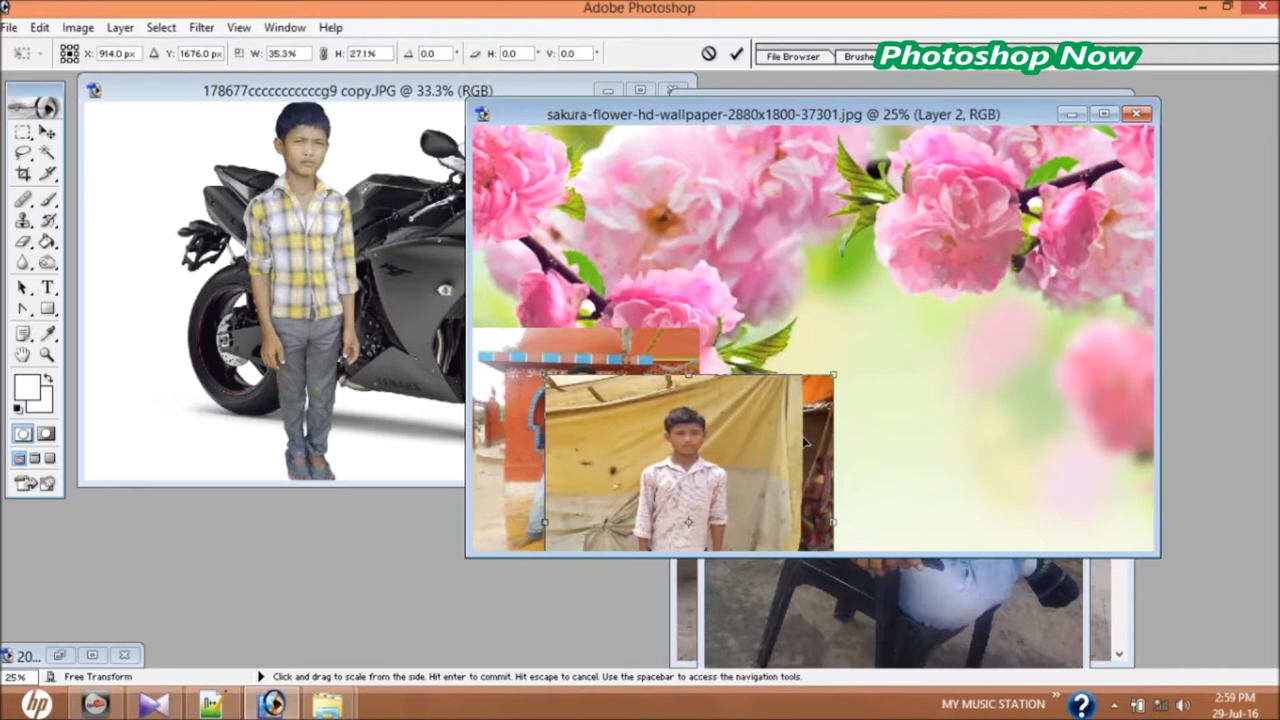 Adobe Photoshop
File Edit Image Layer Select Filter View Window Help
X: 914.0 px Y: 1676.0 px W: 35.3% H: 27.1% 0.0 ° H: 0.0 ° V: 0.0 ° File Browser Brushe
Photoshop Now
178677cccccccccccg9 copy.JPG @ 33.3% (RGB)
sakura-flower-hd-wallpaper-2880x1800-37301.jpg @ 25% (Layer 2, RGB)
YAMAHA
20...
25% Free Transform Click and drag to scale from the side. Hit enter to commit. Hit escape to cancel. Use the spacebar to access the navigation tools.
MY MUSIC STATION
2:59 PM
29-Jul-16